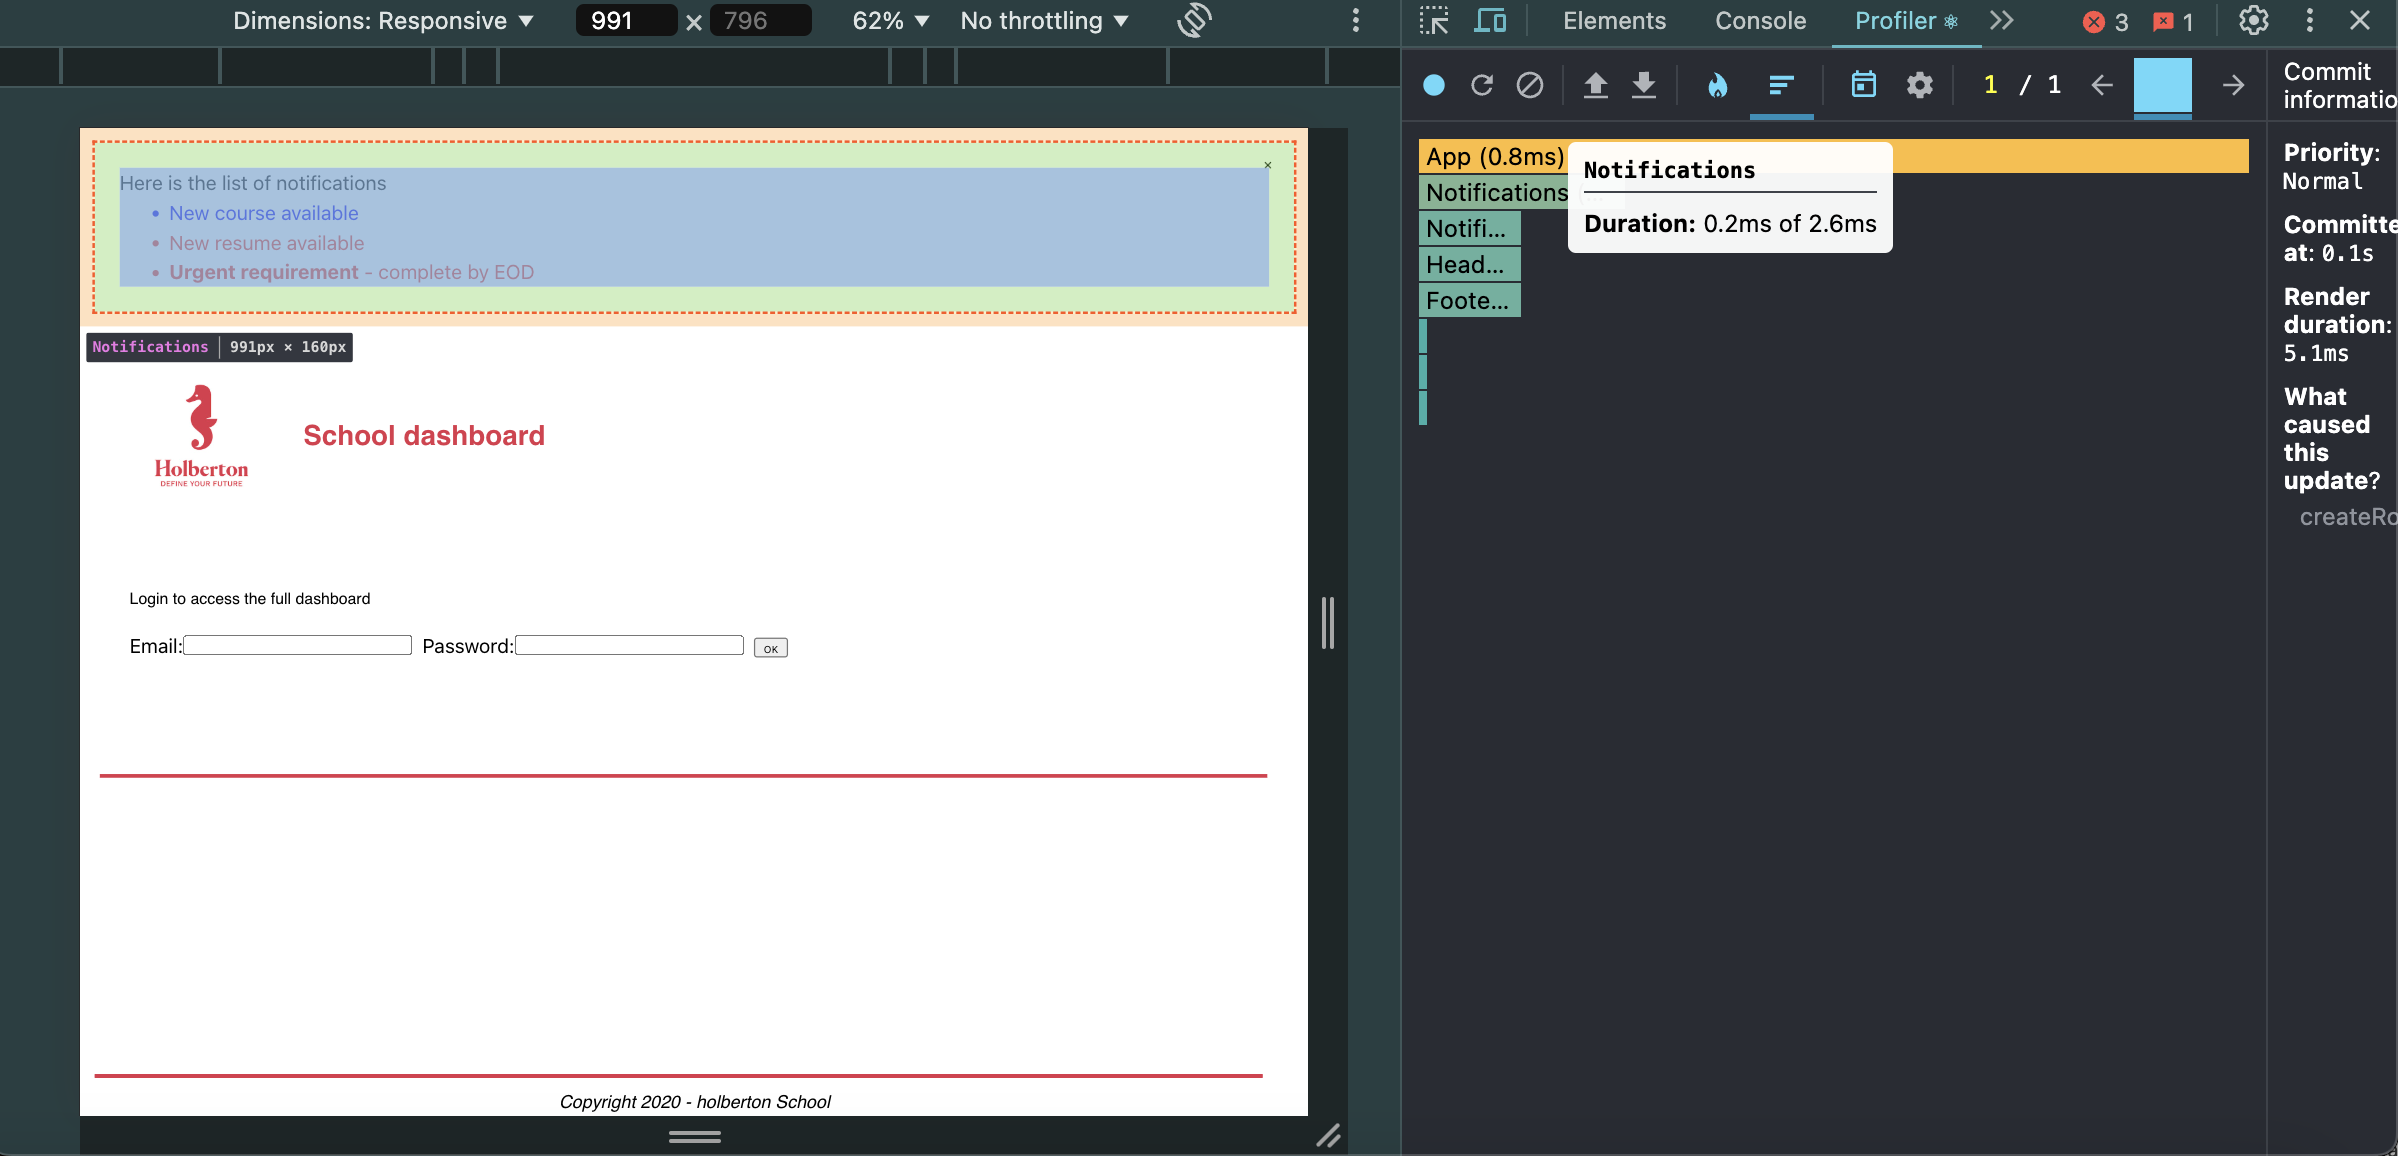 Dimensions: Responsive 991 × 796 62% No throttling
Elements Console Profiler 3 1
1 / 1
Here is the list of notifications ×
New course available
New resume available
Urgent requirement - complete by EOD
Notifications 991px × 160px
Holberton
DEFINE YOUR FUTURE
School dashboard
Login to access the full dashboard
Email: Password: OK
Copyright 2020 - holberton School
App (0.8ms)
Notifications (...
Notifi...
Head...
Foote...
Notifications
Duration: 0.2ms of 2.6ms
Commit
informatio
Priority:
Normal
Committe
at: 0.1s
Render
duration:
5.1ms
What
caused
this
update?
createRo